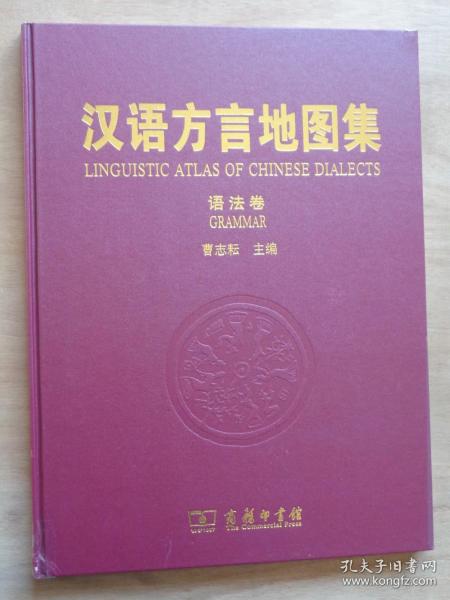 汉语方言地图集
LINGUISTIC ATLAS OF CHINESE DIALECTS
语法卷
GRAMMAR
曹志耘 主编
商务印书馆
The Commercial Press
孔夫子旧书网
www.kongfz.com